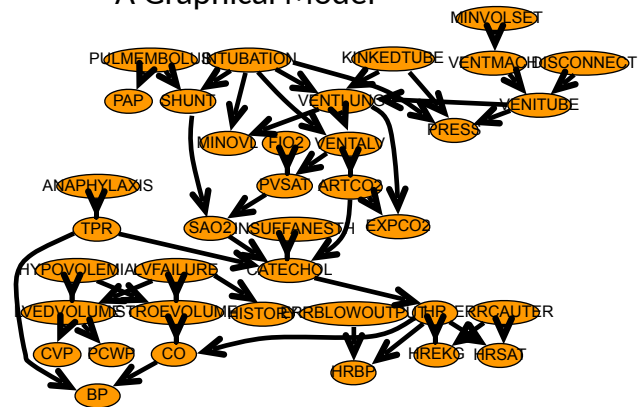 A Graphical Model
MINVOLSET
PULMEMBOLUS INTUBATION KINKEDTUBE VENTMACH DISCONNECT
PAP SHUNT VENTLUNG VENITUBE
PRESS
MINOVL FIO2 VENTALV
ANAPHYLAXIS PVSAT ARTCO2
TPR SAO2 INSUFFANESTH EXPCO2
HYPOVOLEMIA LVFAILURE CATECHOL
LVEDVOLUME STROEVOLUME HISTORY ERRBLOWOUTPUT HR ERRCAUTER
CVP PCWP CO HREKG HRSAT
HRBP
BP